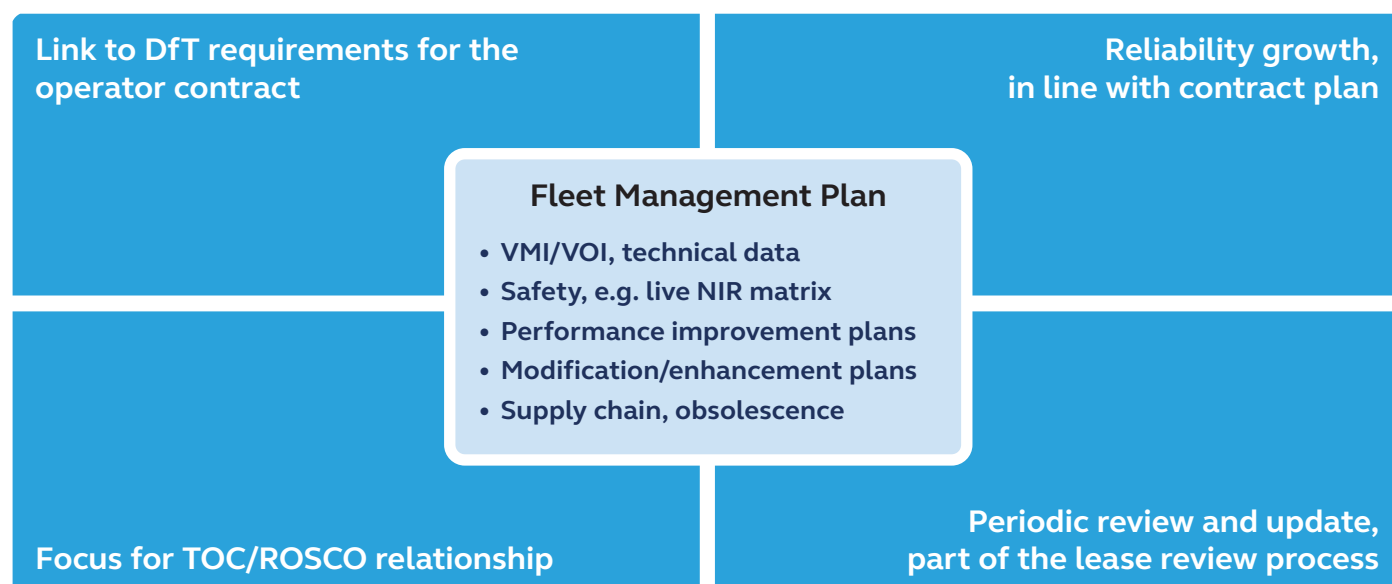 Link to DfT requirements for the
operator contract
Reliability growth,
in line with contract plan
Fleet Management Plan
• VMI/VOI, technical data
• Safety, e.g. live NIR matrix
• Performance improvement plans
• Modification/enhancement plans
• Supply chain, obsolescence
Focus for TOC/ROSCO relationship
Periodic review and update,
part of the lease review process